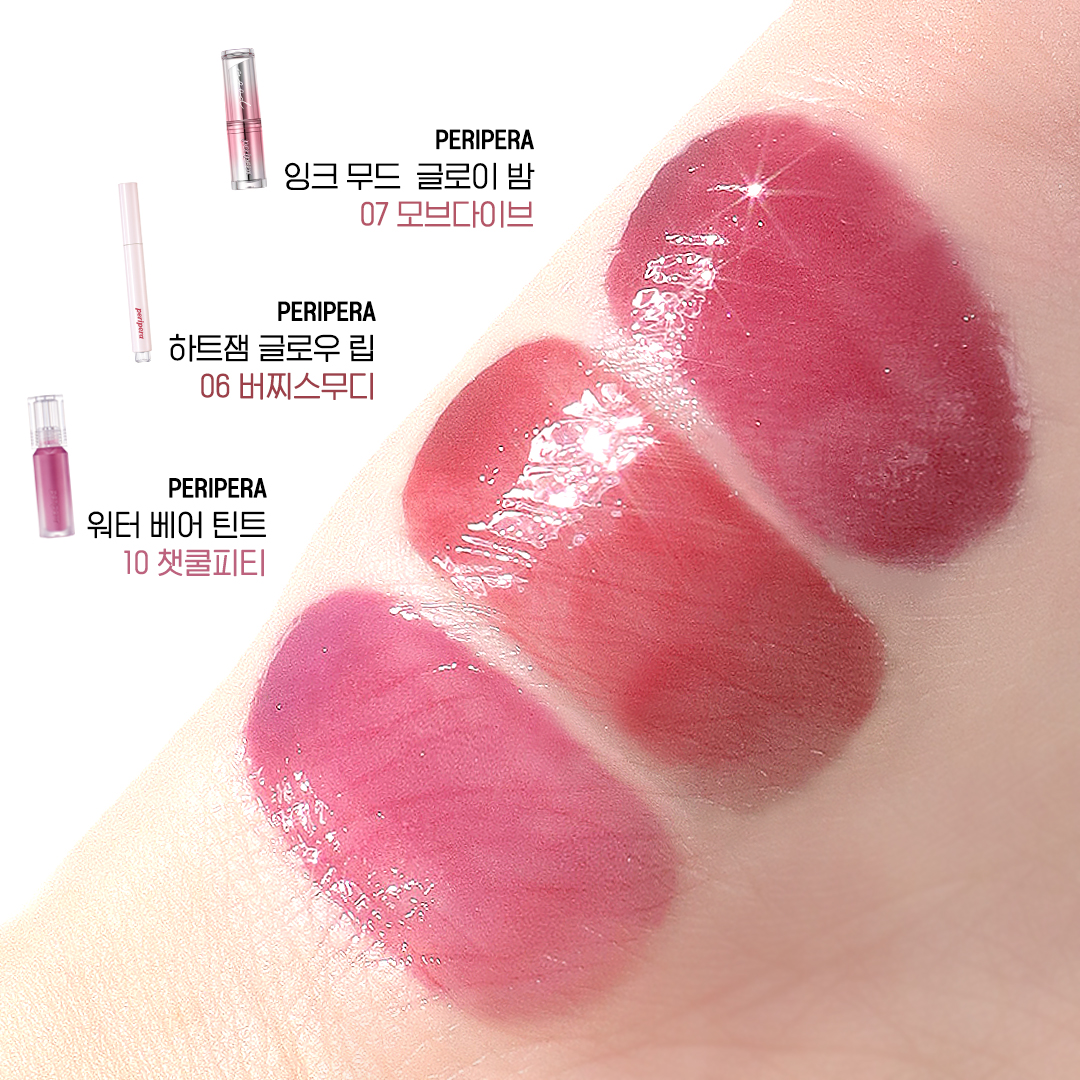 PERIPERA
잉크 무드 글로이 밤
07 모브다이브
peripera
PERIPERA
하트잼 글로우 립
06 버찌스무디
PERIPERA
워터 베어 틴트
10 챗쿨피티